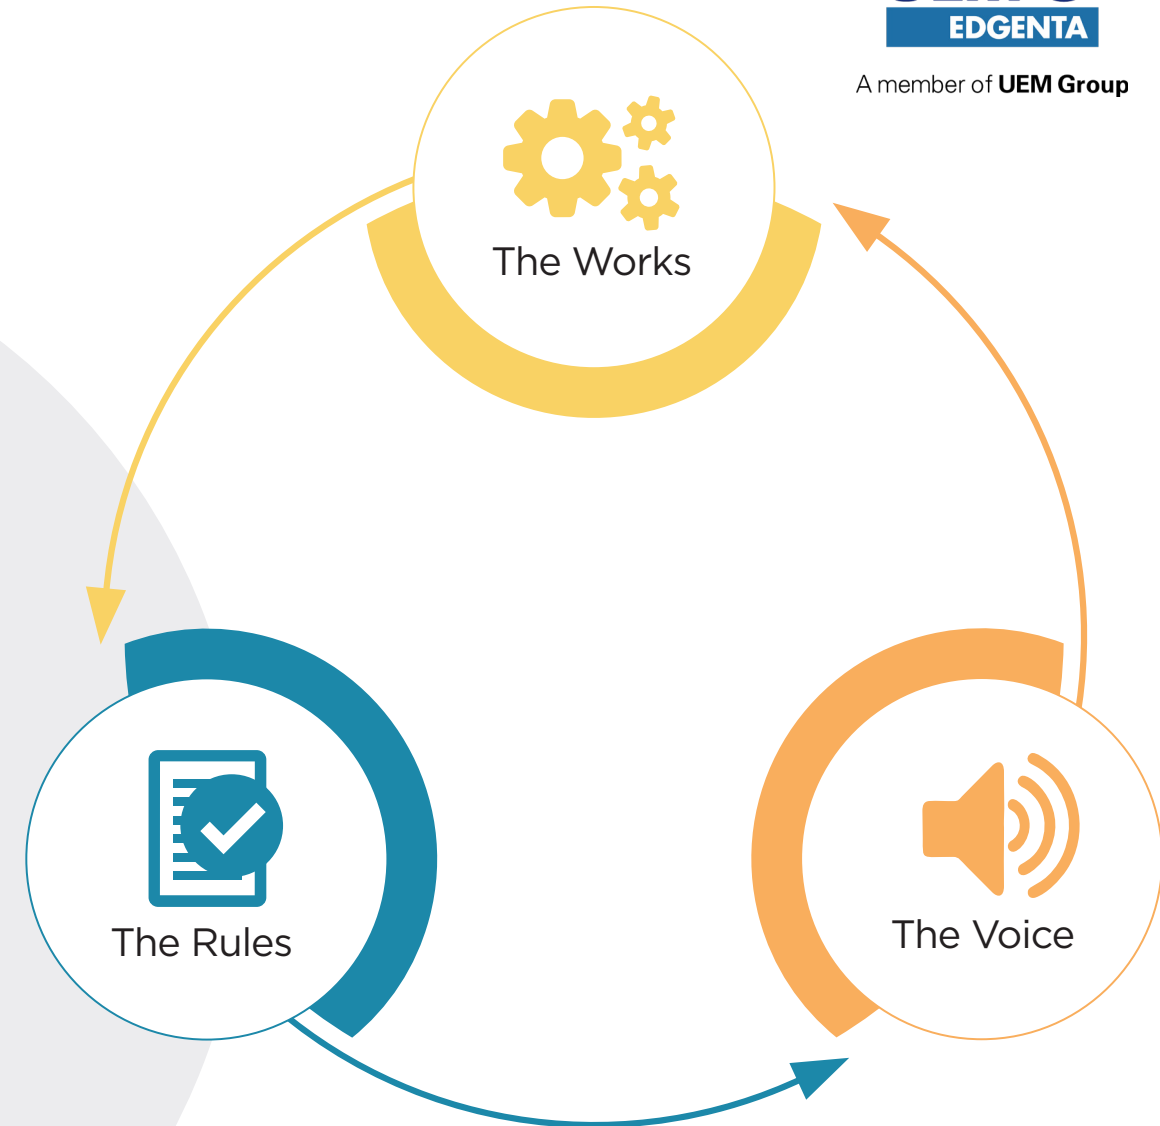 EDGENTA
A member of UEM Group
The Works
The Rules
The Voice